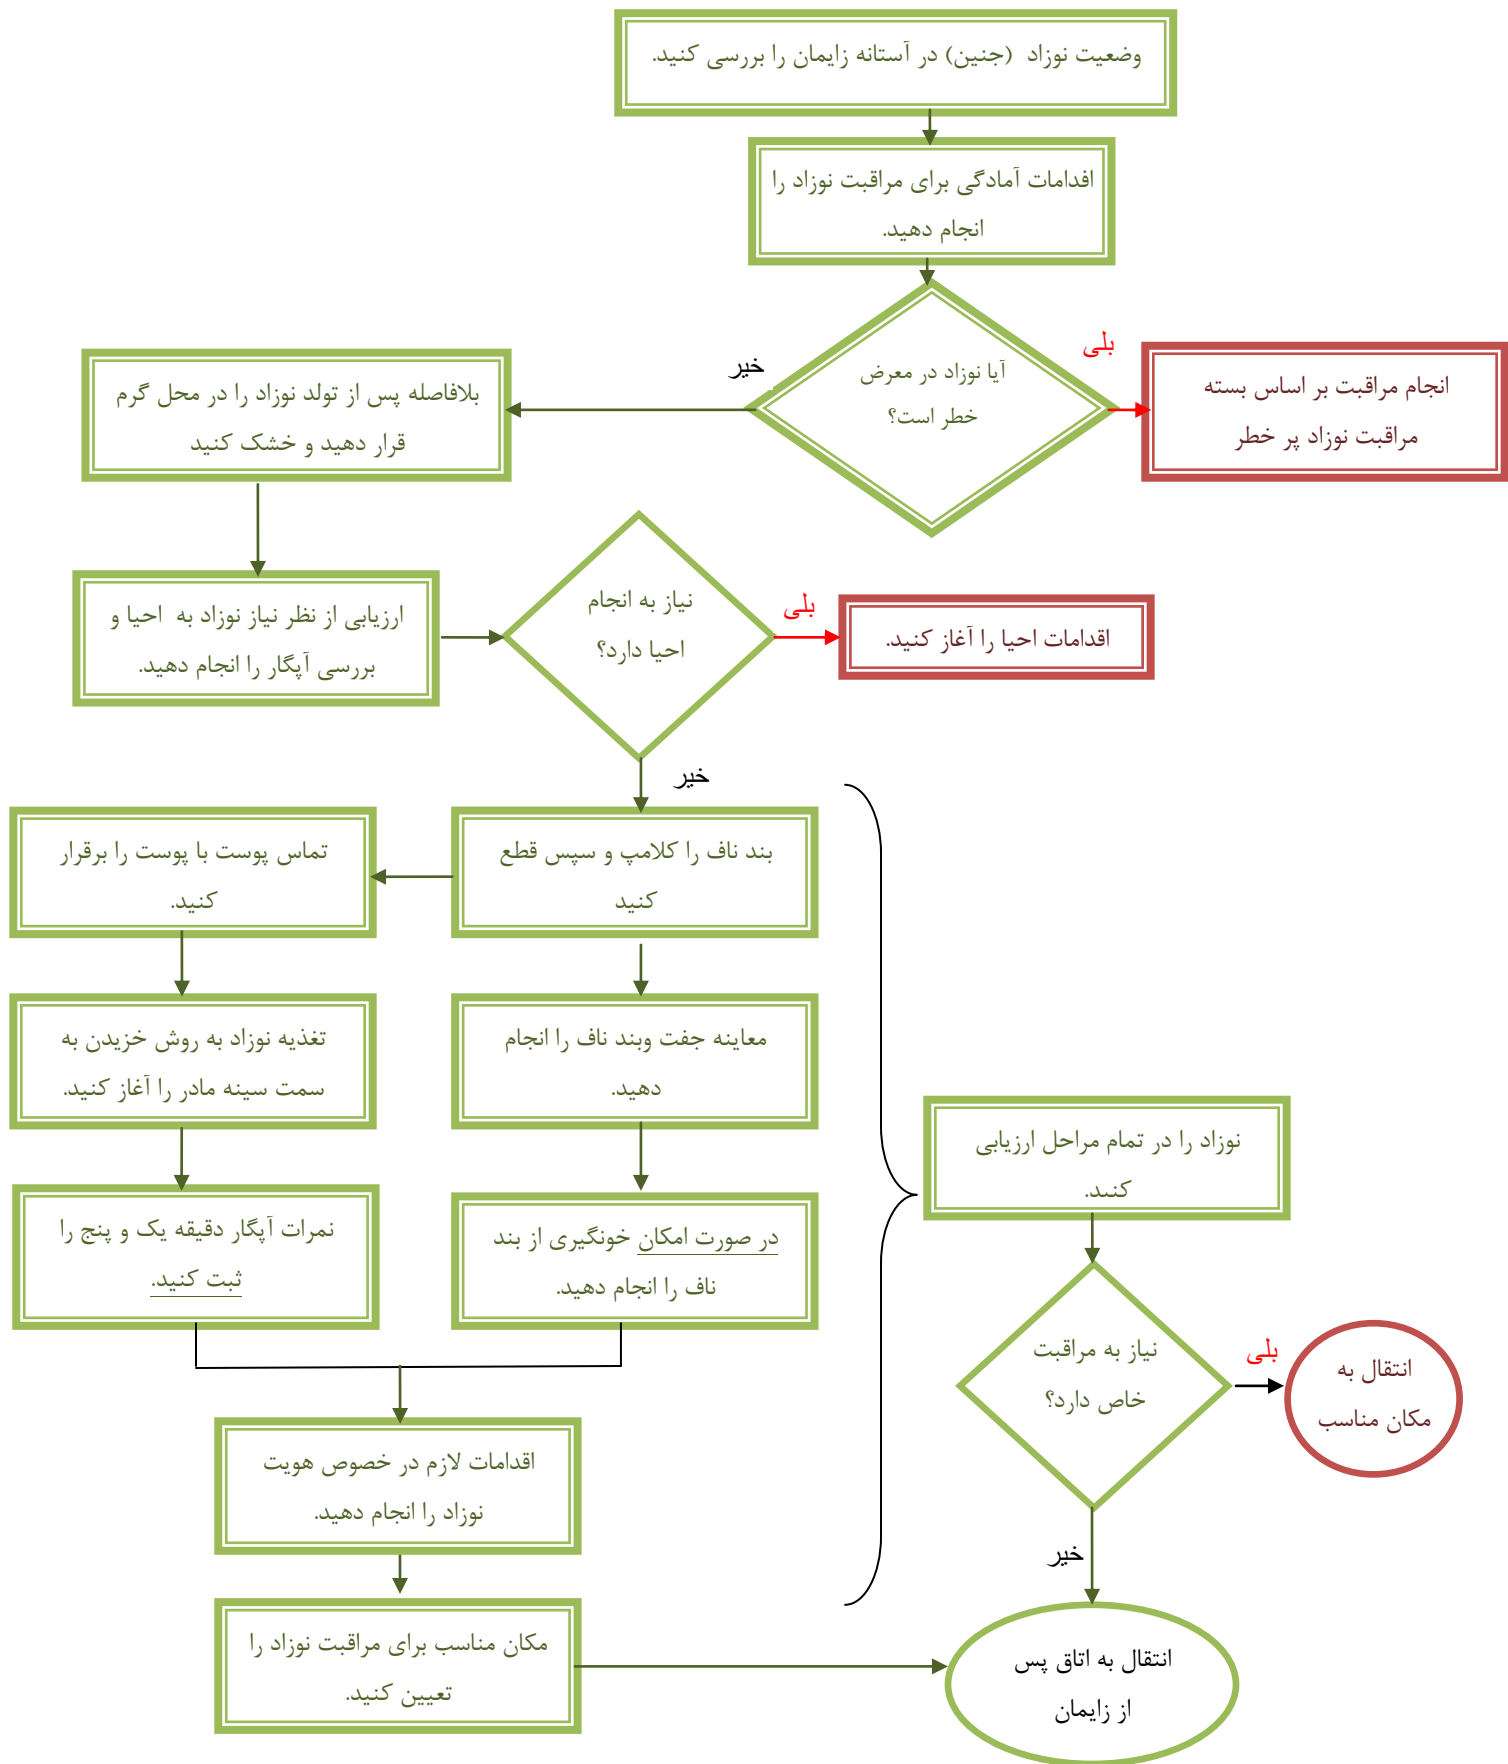 وضعیت نوزاد (جنین) در آستانه زایمان را بررسی کنید.
افدامات آمادگی برای مراقبت نوزاد را
انجام دهید.
آیا نوزاد در معرض
خطر است؟
بلی
انجام مراقبت بر اساس بسته
مراقبت نوزاد پر خطر
خیر
بلافاصله پس از تولد نوزاد را در محل گرم
قرار دهید و خشک کنید
ارزیابی از نظر نیاز نوزاد به احیا و
بررسی آپگار را انجام دهید.
نیاز به انجام
احیا دارد؟
بلی
اقدامات احیا را آغاز کنید.
خیر
بند ناف را کلامپ و سپس قطع
کنید
تماس پوست با پوست را برقرار
کنید.
معاینه جفت وبند ناف را انجام
دهید.
تغذیه نوزاد به روش خزیدن به
سمت سینه مادر را آغاز کنید.
در صورت امکان خونگیری از بند
ناف را انجام دهید.
نمرات آپگار دقیقه یک و پنج را
ثبت کنید.
نوزاد را در تمام مراحل ارزیابی
کنید.
نیاز به مراقبت
خاص دارد؟
بلی
انتقال به
مکان مناسب
خیر
اقدامات لازم در خصوص هویت
نوزاد را انجام دهید.
مکان مناسب برای مراقبت نوزاد را
تعیین کنید.
انتقال به اتاق پس
از زایمان